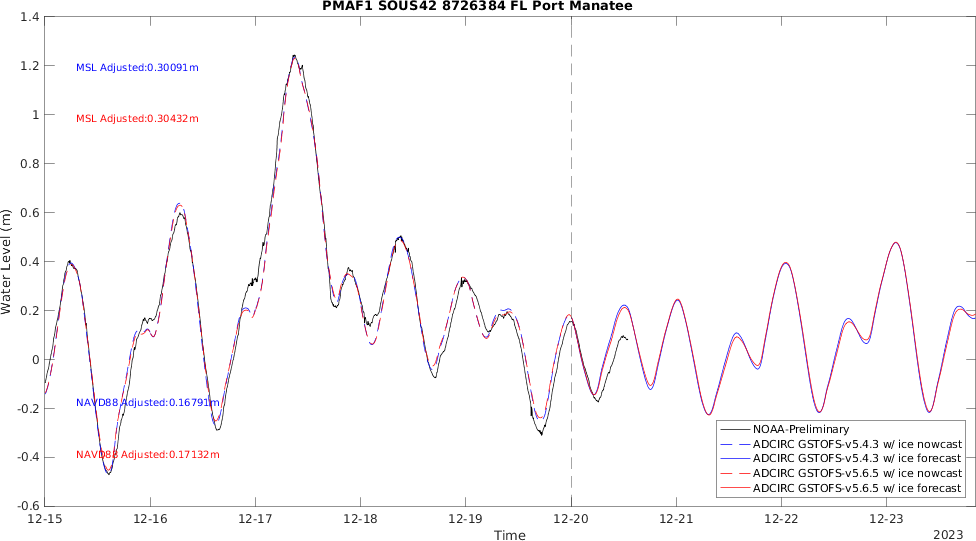 PMAF1 SOUS42 8726384 FL Port Manatee
1.4
1.2
1
0.8
0.6
0.4
0.2
0
-0.2
-0.4
-0.6
Water Level (m)
MSL Adjusted:0.30091m
MSL Adjusted:0.30432m
NAVD88 Adjusted:0.16791m
NAVD88 Adjusted:0.17132m
NOAA-Preliminary
ADCIRC GSTOFS-v5.4.3 w/ ice nowcast
ADCIRC GSTOFS-v5.4.3 w/ ice forecast
ADCIRC GSTOFS-v5.6.5 w/ ice nowcast
ADCIRC GSTOFS-v5.6.5 w/ ice forecast
12-15 12-16 12-17 12-18 12-19 12-20 12-21 12-22 12-23
Time
2023